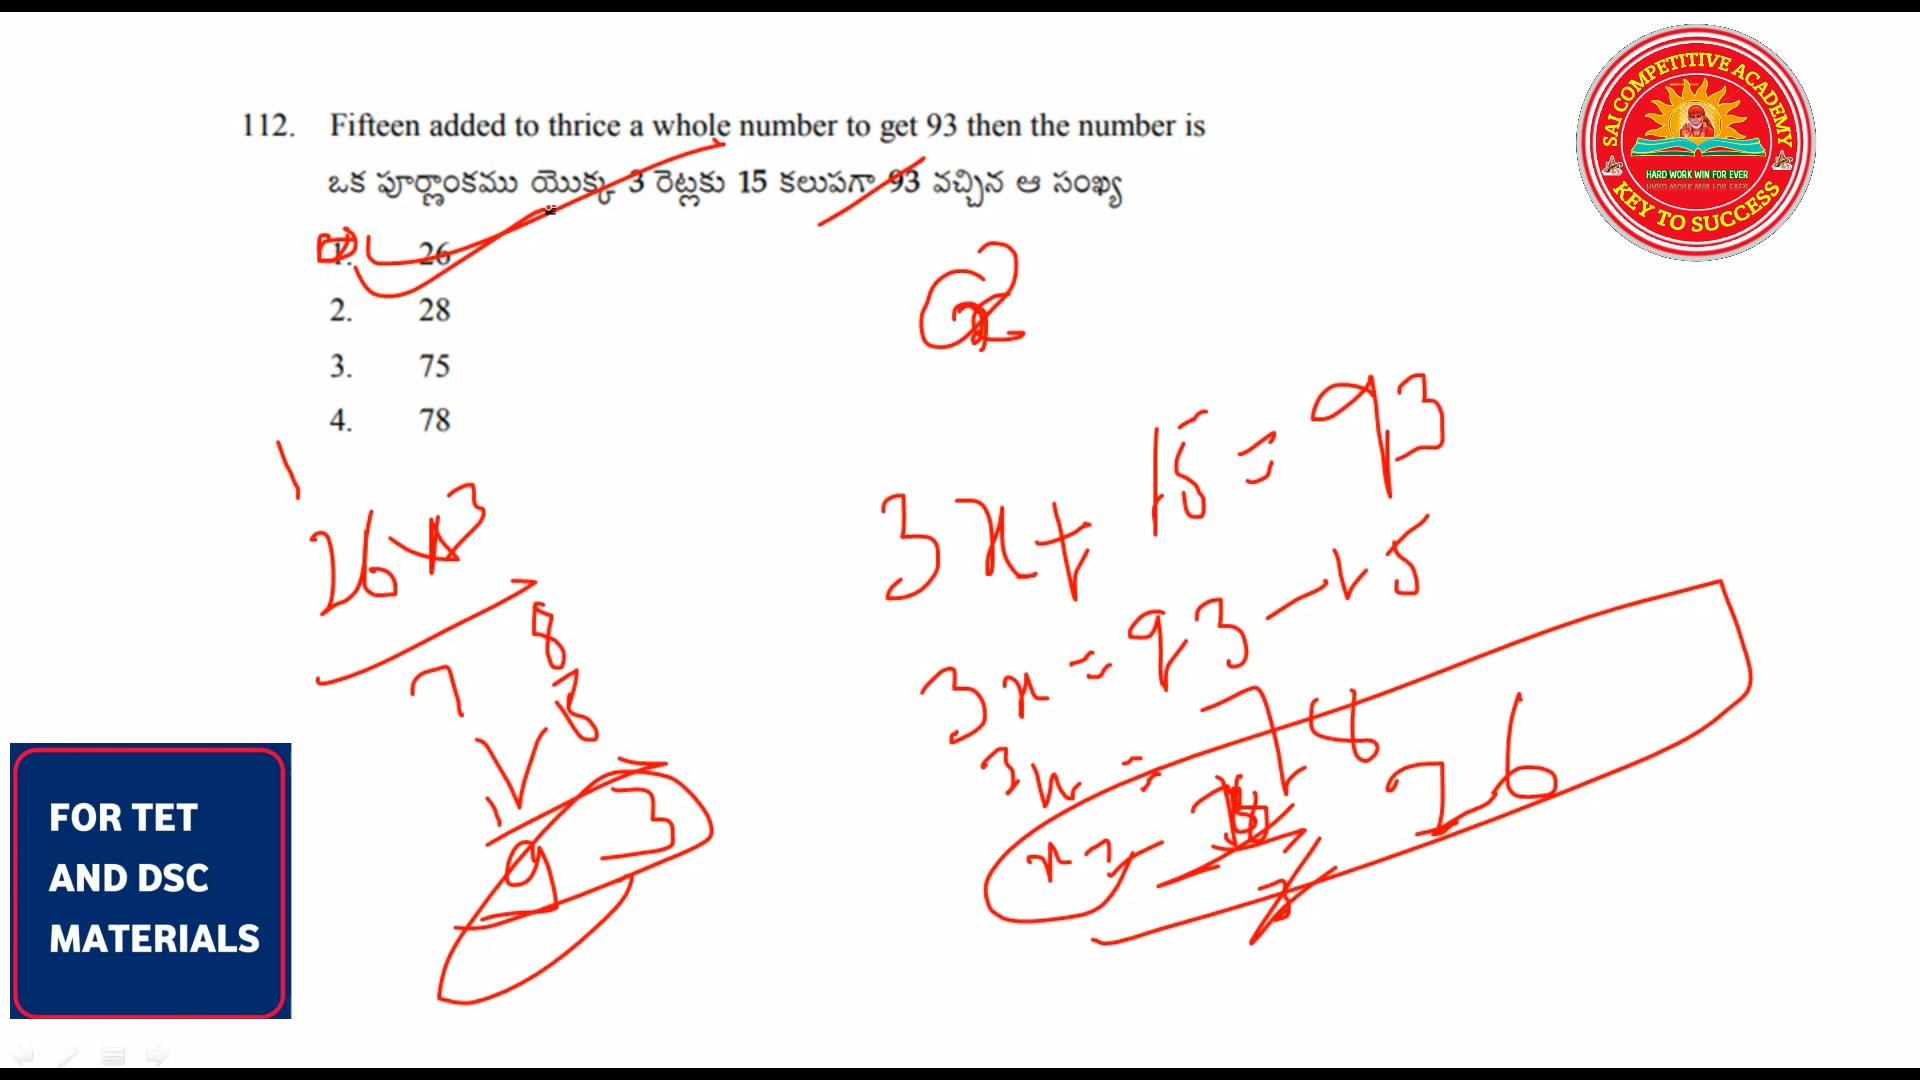 112. Fifteen added to thrice a whole number to get 93 then the number is
ఒక పూర్ణాంకము యొక్క 3 రెట్లకు 15 కలుపగా 93 వచ్చిన ఆ సంఖ్య
1. 26
2. 28
3. 75
4. 78
3x + 15 = 93
3x = 93 - 15
3x = 78
26
26 × 3
78
15
93
SAI COMPETITIVE ACADEMY
HARD WORK WIN FOR EVER
KEY TO SUCCESS
FOR TET
AND DSC
MATERIALS